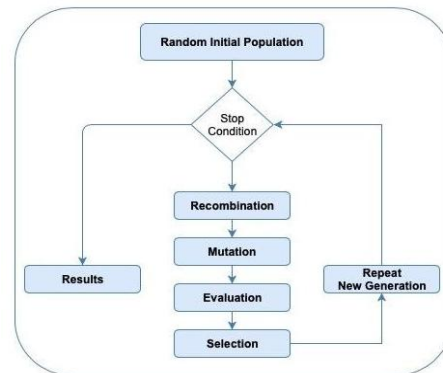 Random Initial Population
Stop
Condition
Recombination
Mutation
Results
Repeat
New Generation
Evaluation
Selection